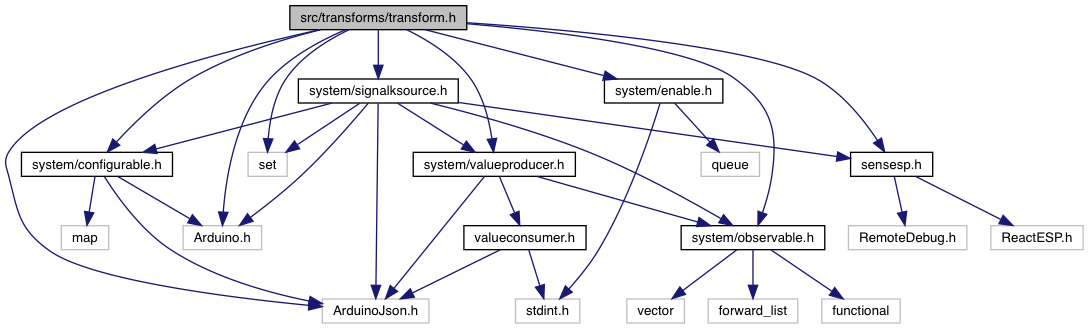 src/transforms/transform.h
system/signalksource.h
system/enable.h
system/configurable.h
set
system/valueproducer.h
queue
sensesp.h
map
Arduino.h
valueconsumer.h
system/observable.h
RemoteDebug.h
ReactESP.h
ArduinoJson.h
stdint.h
vector
forward_list
functional